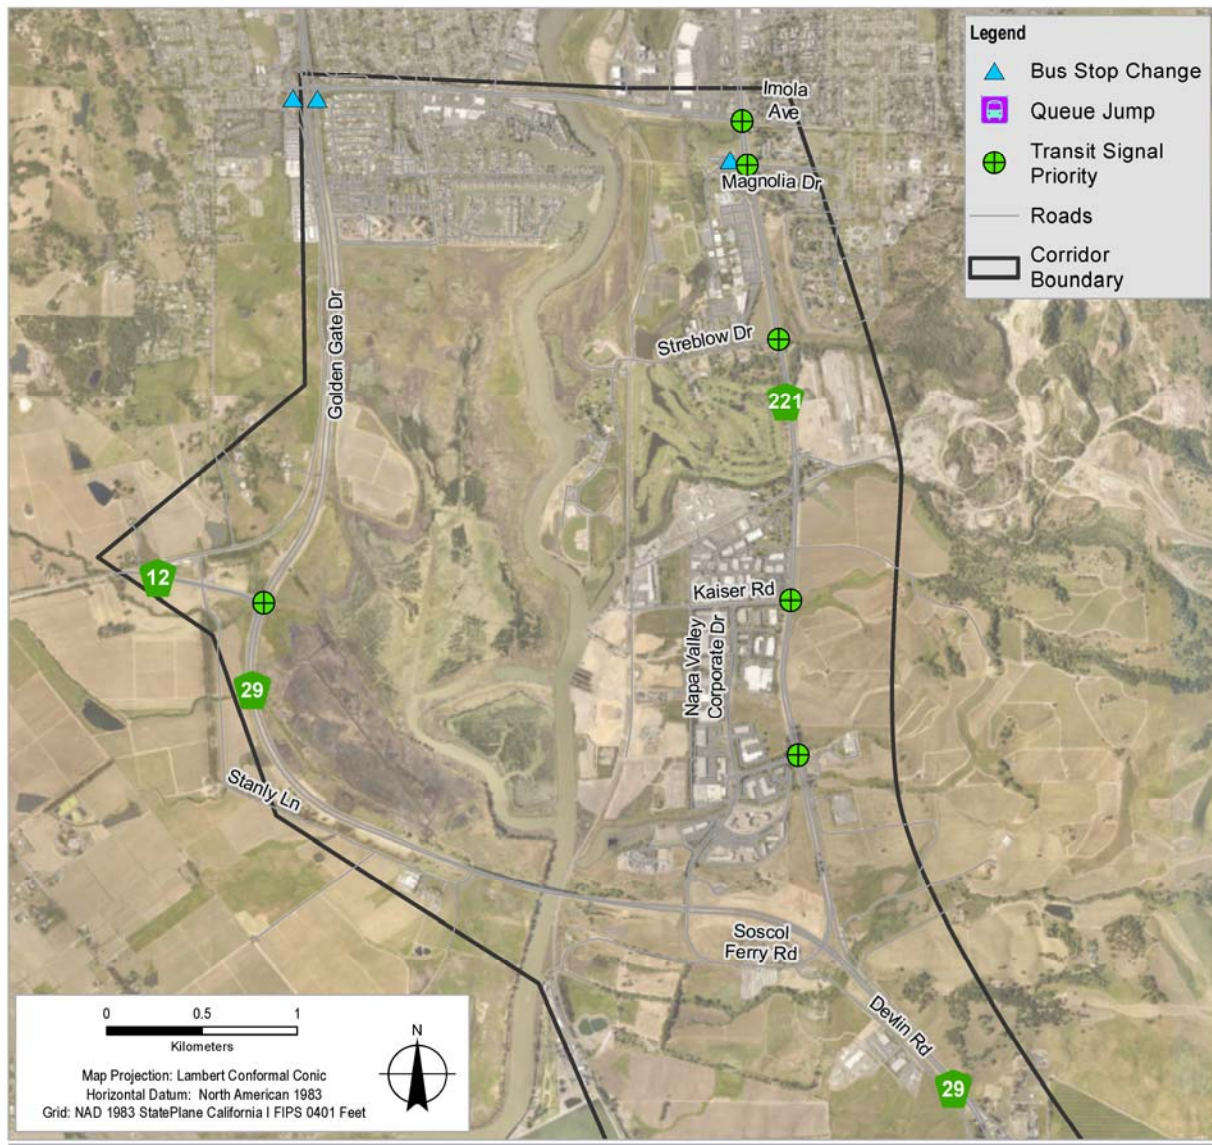 Legend
Bus Stop Change
Queue Jump
Transit Signal
Priority
Roads
Corridor
Boundary
Imola
Ave
Magnolia Dr
Streblow Dr
Golden Gate Dr
221
12
Kaiser Rd
Napa Valley
Corporate Dr
29
Stanly Ln
Soscol
Ferry Rd
Devlin Rd
29
0 0.5 1
Kilometers
N
Map Projection: Lambert Conformal Conic
Horizontal Datum: North American 1983
Grid: NAD 1983 StatePlane California I FIPS 0401 Feet